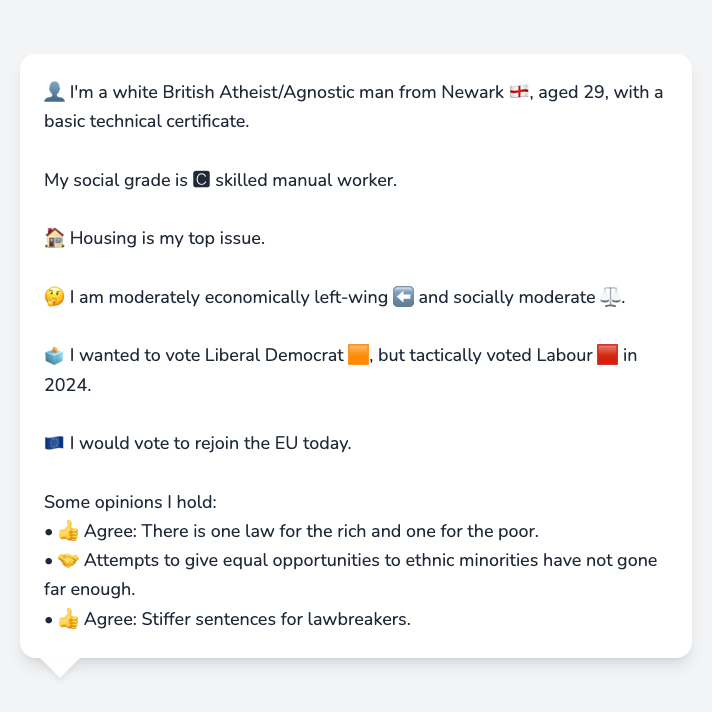 👤 I'm a white British Atheist/Agnostic man from Newark 🏴󠁧󠁢󠁥󠁮󠁧󠁿, aged 29, with a
basic technical certificate.
My social grade is C skilled manual worker.
🏠 Housing is my top issue.
🤔 I am moderately economically left-wing ⬅️ and socially moderate ⚖️.
🗳️ I wanted to vote Liberal Democrat 🟧, but tactically voted Labour 🟥 in
2024.
🇪🇺 I would vote to rejoin the EU today.
Some opinions I hold:
• 👍 Agree: There is one law for the rich and one for the poor.
• 🤝 Attempts to give equal opportunities to ethnic minorities have not gone
far enough.
• 👍 Agree: Stiffer sentences for lawbreakers.